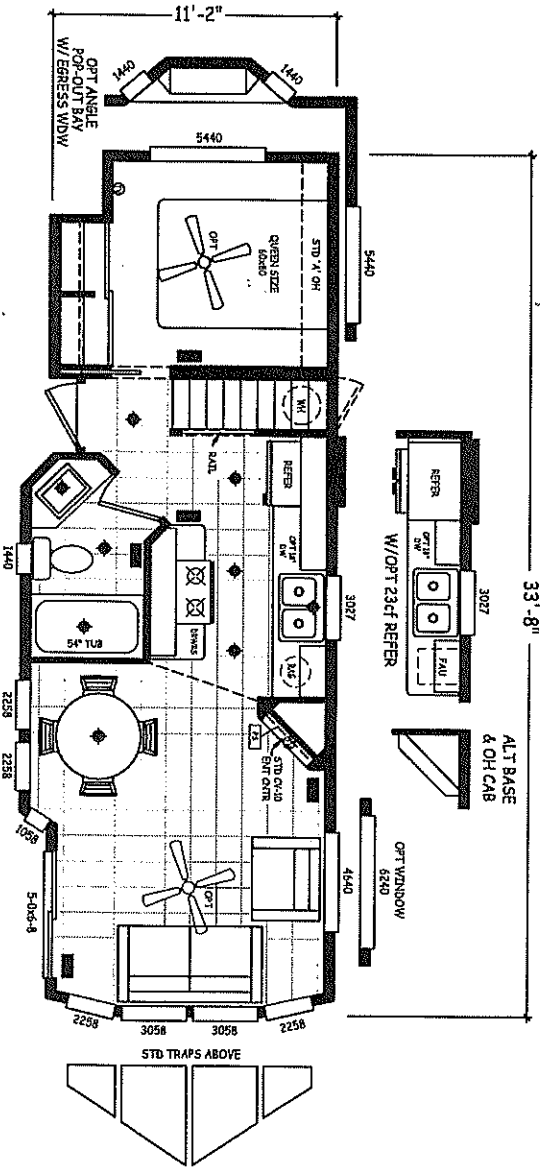 11'-2"
OPT ANGLE
POP-OUT BAY
W/ EGRESS WDW
1440
1440
5440
5440
STD 'A' OH
QUEEN SIZE
60x80
OPT
WH
RAIL
REFER
OPT 18"
DW
3027
R/G
DRWRS
1440
54" TUB
2258
2258
1058
5-0x6-8
STD CV-10
ENT CNTR
4640
OPT
2258
3058
3058
2258
STD TRAPS ABOVE
REFER
OPT 18"
DW
FAU
3027
W/OPT 23cf REFER
33'-8"
ALT BASE
& OH CAB
OPT WINDOW
6240